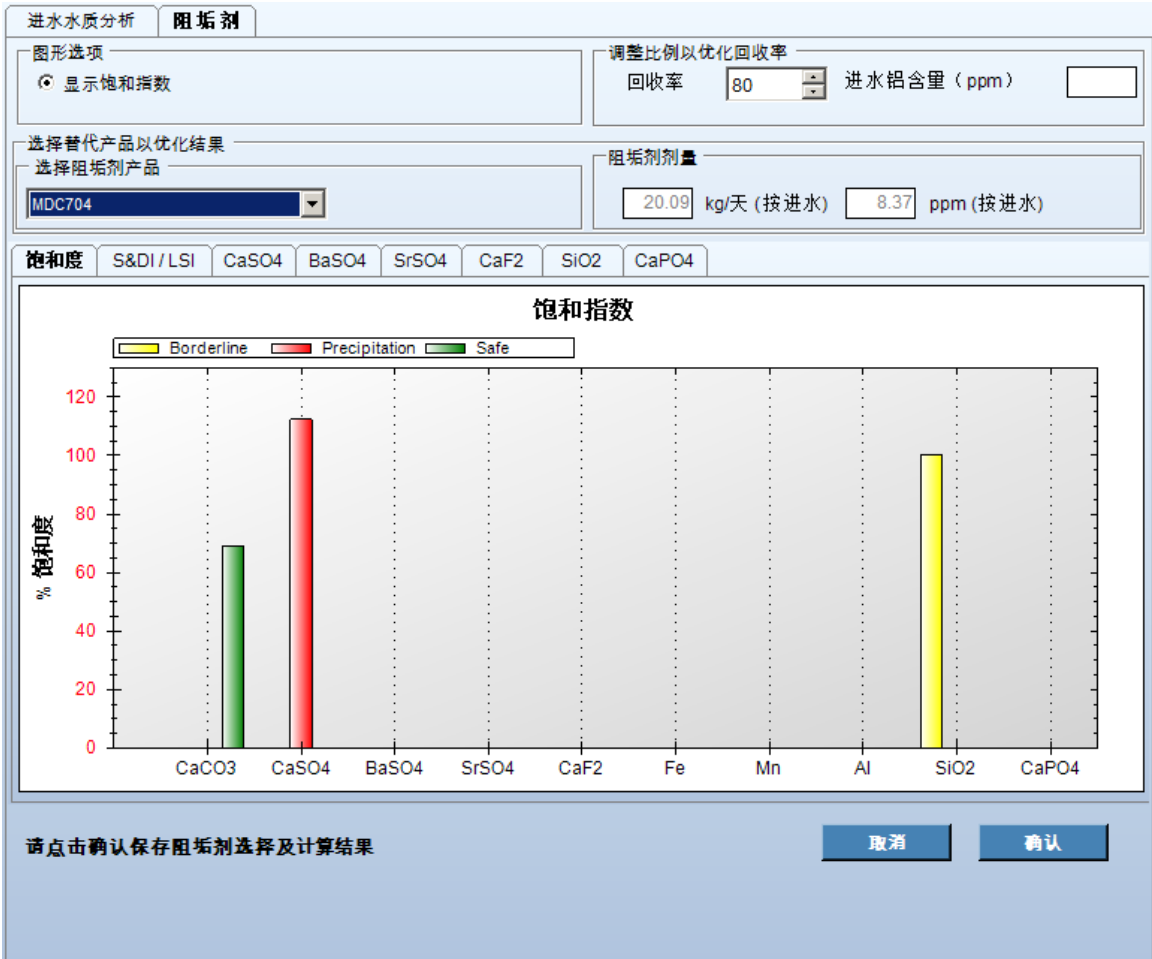 进水水质分析 阻垢剂
图形选项
显示饱和指数
调整比例以优化回收率
回收率 80 进水铝含量（ppm）
选择替代产品以优化结果
选择阻垢剂产品
MDC704
阻垢剂剂量
20.09 kg/天 (按进水) 8.37 ppm (按进水)
饱和度 S&DI / LSI CaSO4 BaSO4 SrSO4 CaF2 SiO2 CaPO4
饱和指数
Borderline Precipitation Safe
% 饱和度
120
100
80
60
40
20
0
CaCO3 CaSO4 BaSO4 SrSO4 CaF2 Fe Mn Al SiO2 CaPO4
请点击确认保存阻垢剂选择及计算结果
取消 确认